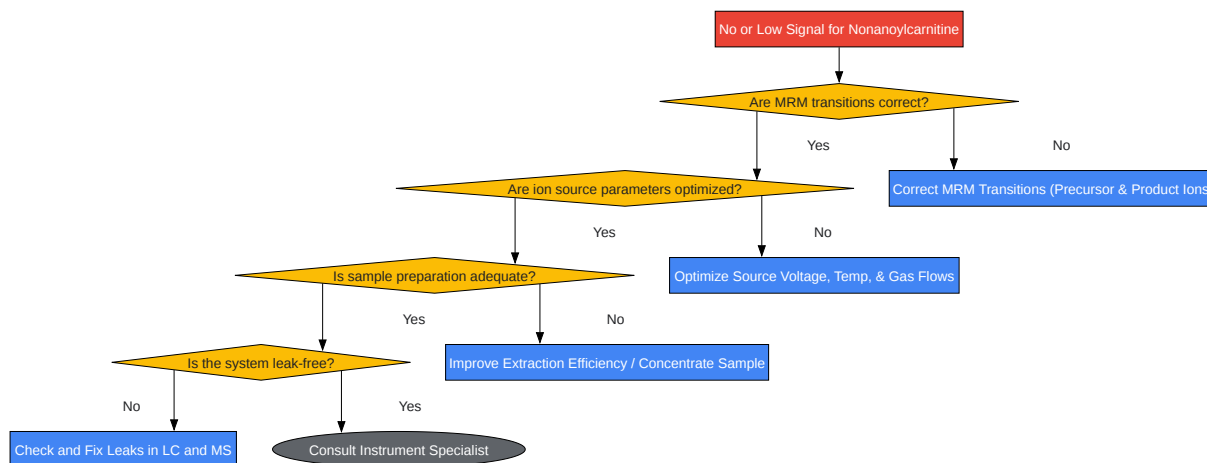 No or Low Signal for Nonanoylcarnitine
Are MRM transitions correct?
Yes
No
Are ion source parameters optimized?
Correct MRM Transitions (Precursor & Product Ions
Yes
No
Is sample preparation adequate?
Optimize Source Voltage, Temp, & Gas Flows
Yes
No
Is the system leak-free?
Improve Extraction Efficiency / Concentrate Sample
No
Yes
Check and Fix Leaks in LC and MS
Consult Instrument Specialist